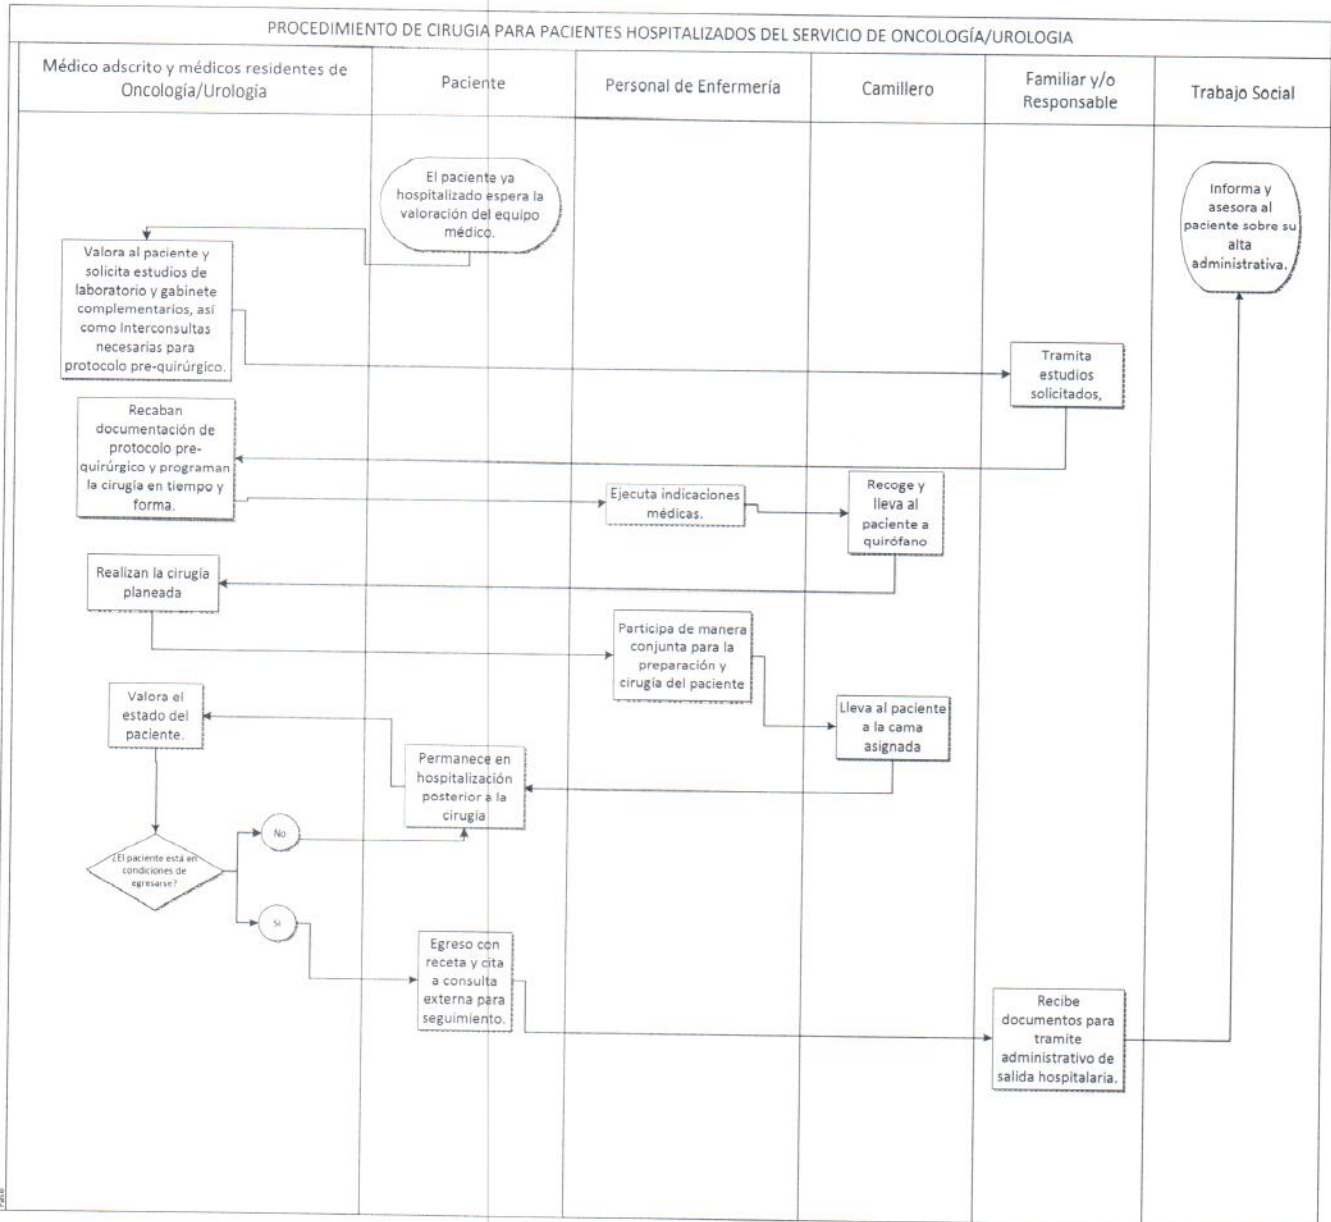 PROCEDIMIENTO DE CIRUGIA PARA PACIENTES HOSPITALIZADOS DEL SERVICIO DE ONCOLOGÍA/UROLOGIA
Médico adscrito y médicos residentes de
Oncología/Urología
Paciente
Personal de Enfermería
Camillero
Familiar y/o
Responsable
Trabajo Social
El paciente ya
hospitalizado espera la
valoración del equipo
médico.
Informa y
asesora al
paciente sobre su
alta
administrativa.
Valora al paciente y
solicita estudios de
laboratorio y gabinete
complementarios, así
como Interconsultas
necesarias para
protocolo pre-quirúrgico.
Tramita
estudios
solicitados,
Recaban
documentación de
protocolo pre-
quirúrgico y programan
la cirugía en tiempo y
forma.
Ejecuta indicaciones
médicas.
Recoge y
lleva al
paciente a
quirófano
Realizan la cirugía
planeada
Participa de manera
conjunta para la
preparación y
cirugía del paciente
Lleva al paciente
a la cama
asignada
Valora el
estado del
paciente.
Permanece en
hospitalización
posterior a la
cirugía
¿El paciente está en
condiciones de
egresarse?
No
Si
Egreso con
receta y cita
a consulta
externa para
seguimiento.
Recibe
documentos para
tramite
administrativo de
salida hospitalaria.
Fase